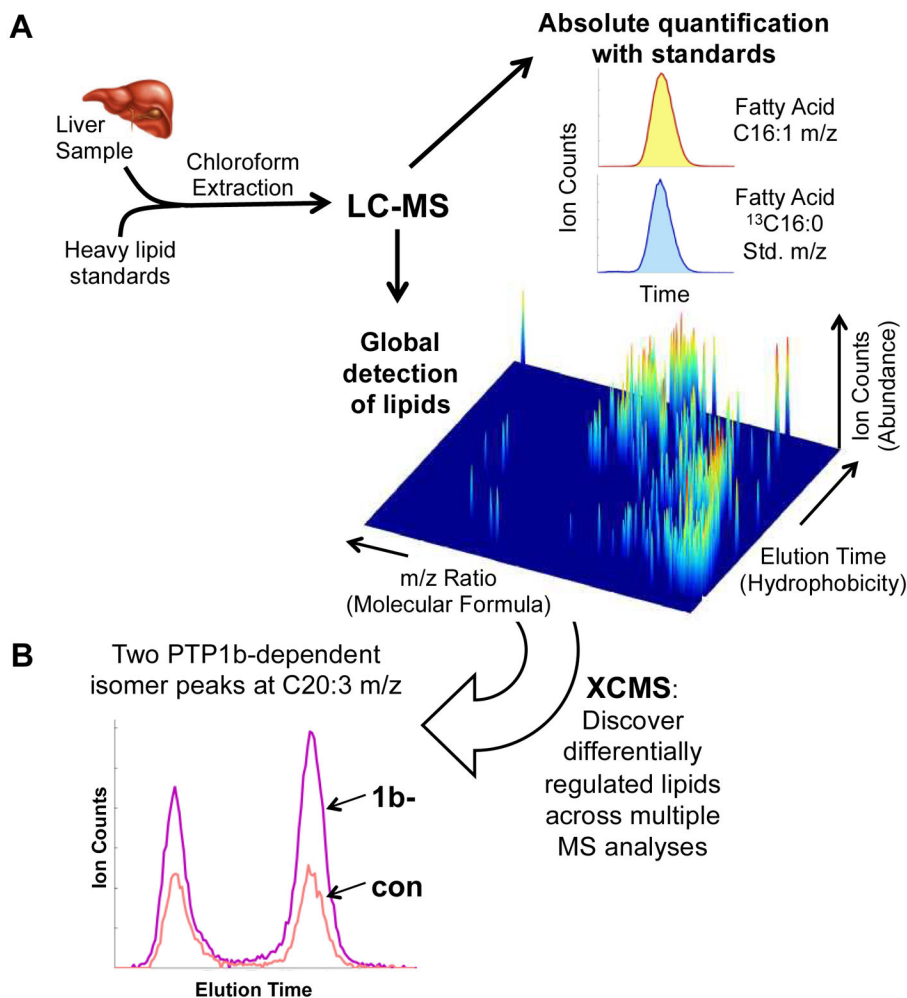 A
Liver
Sample
Chloroform
Extraction
Heavy lipid
standards
LC-MS
Absolute quantification
with standards
Ion Counts
Fatty Acid
C16:1 m/z
Fatty Acid
¹³C16:0
Std. m/z
Time
Global
detection
of lipids
Ion Counts
(Abundance)
Elution Time
(Hydrophobicity)
m/z Ratio
(Molecular Formula)
B
Two PTP1b-dependent
isomer peaks at C20:3 m/z
XCMS:
Discover
differentially
regulated lipids
across multiple
MS analyses
Ion Counts
1b-
con
Elution Time